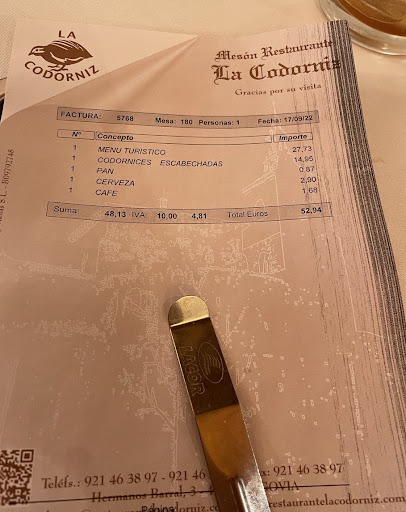 LA
CODORNIZ
Mesón Restaurante
La Codorniz
Gracias por su visita
FACTURA: 5768 Mesa: 180 Personas: 1 Fecha: 17/09/22
Nº Concepto Importe
1 MENU TURISTICO 27,73
1 CODORNICES ESCABECHADAS 14,95
1 PAN 0,87
1 CERVEZA 2,90
1 CAFE 1,68
Suma: 48,13 IVA: 10,00 4,81 Total Euros 52,94
Teléfs.: 921 46 38 97 - 921 46 38 97
Hermanos Barral, 3 - OVIA
restaurantelacodorniz.com
Página